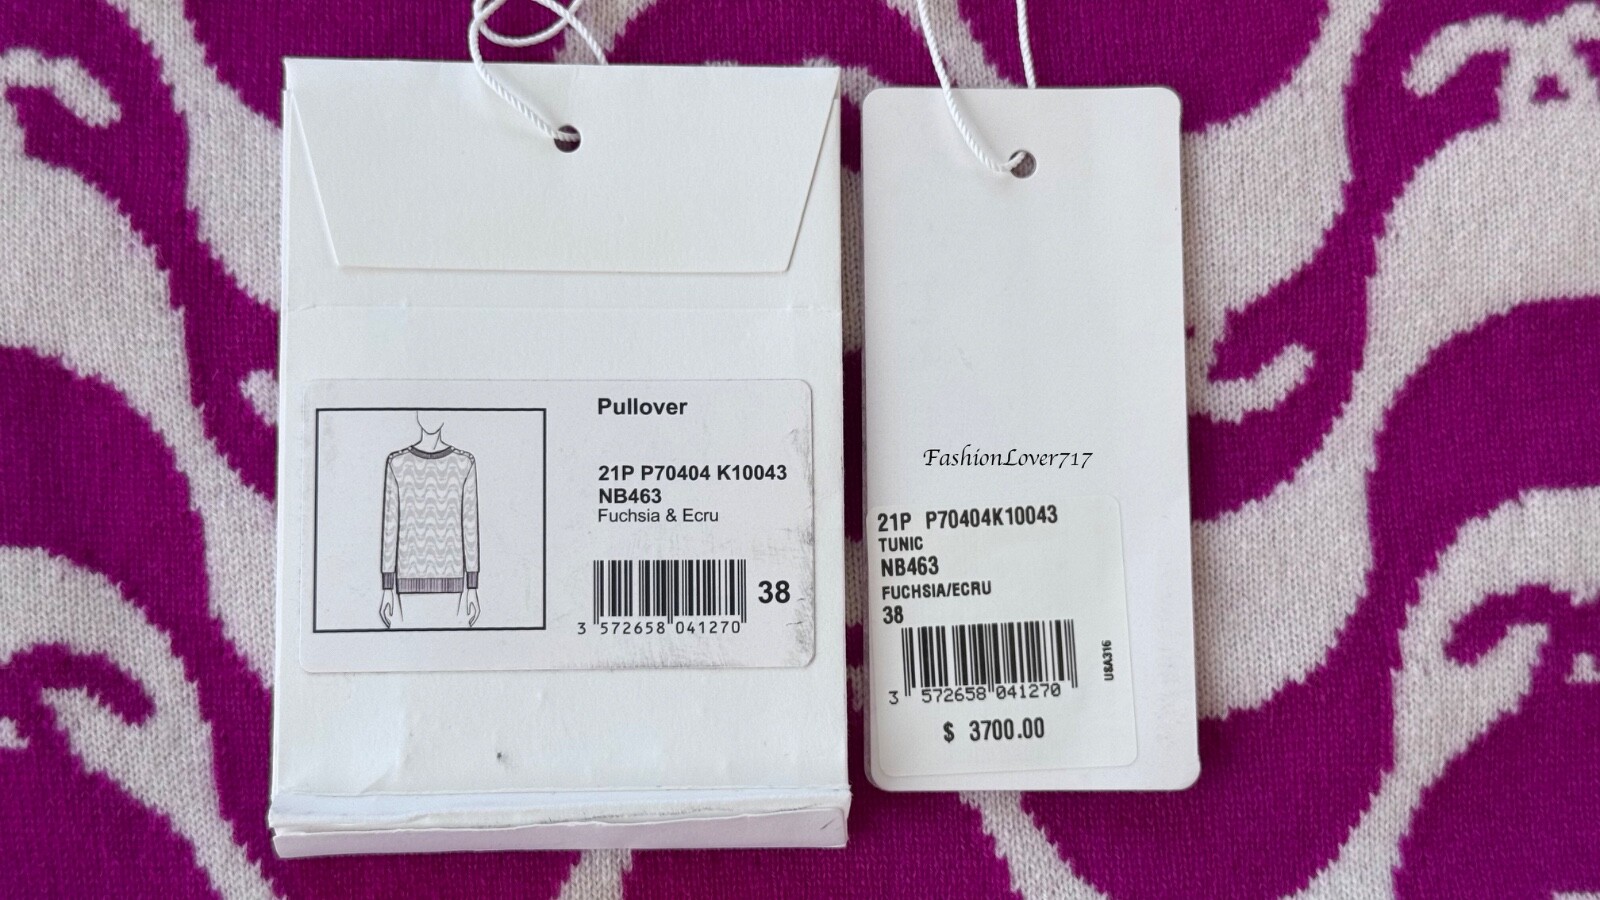 Pullover
21P P70404 K10043
NB463
Fuchsia & Ecru
38
3 572658 041270
FashionLover717
21P P70404K10043
TUNIC
NB463
FUCHSIA/ECRU
38
3 572658 041270
USA316
$ 3700.00